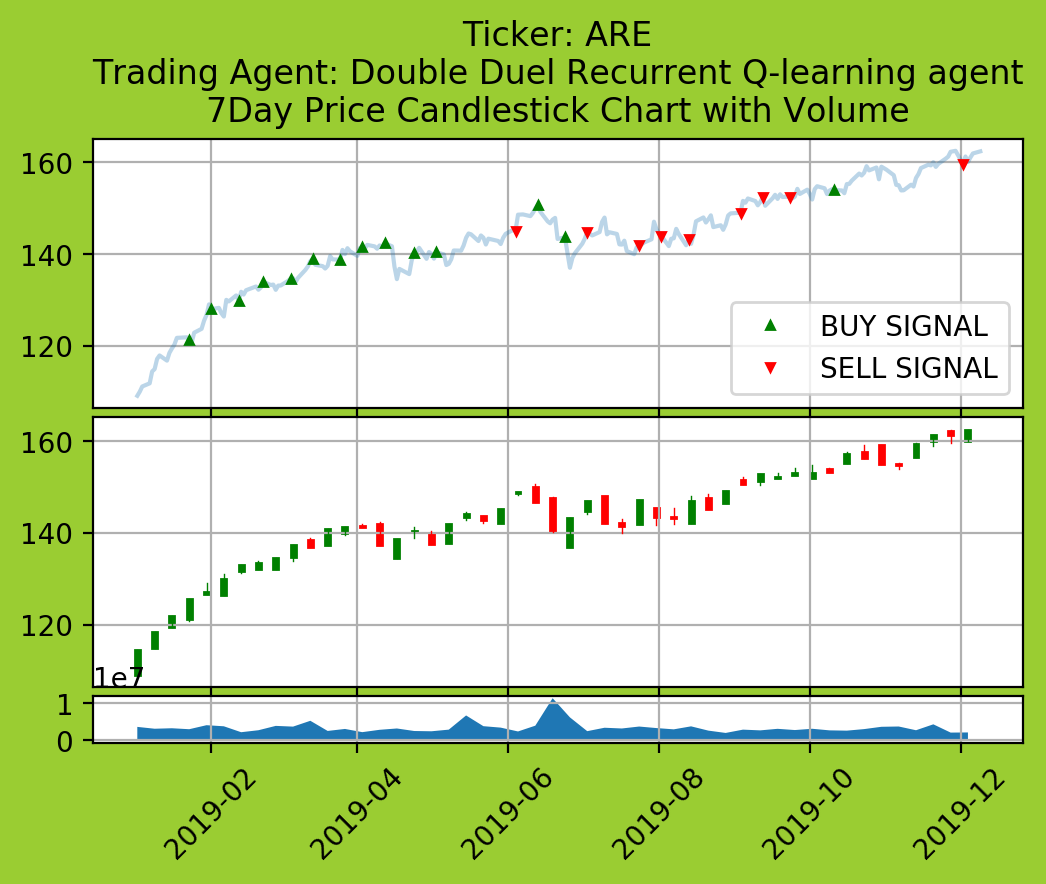 Ticker: ARE
Trading Agent: Double Duel Recurrent Q-learning agent
7Day Price Candlestick Chart with Volume
160
140
120
BUY SIGNAL
SELL SIGNAL
160
140
120
1e7
1
0
2019-02
2019-04
2019-06
2019-08
2019-10
2019-12